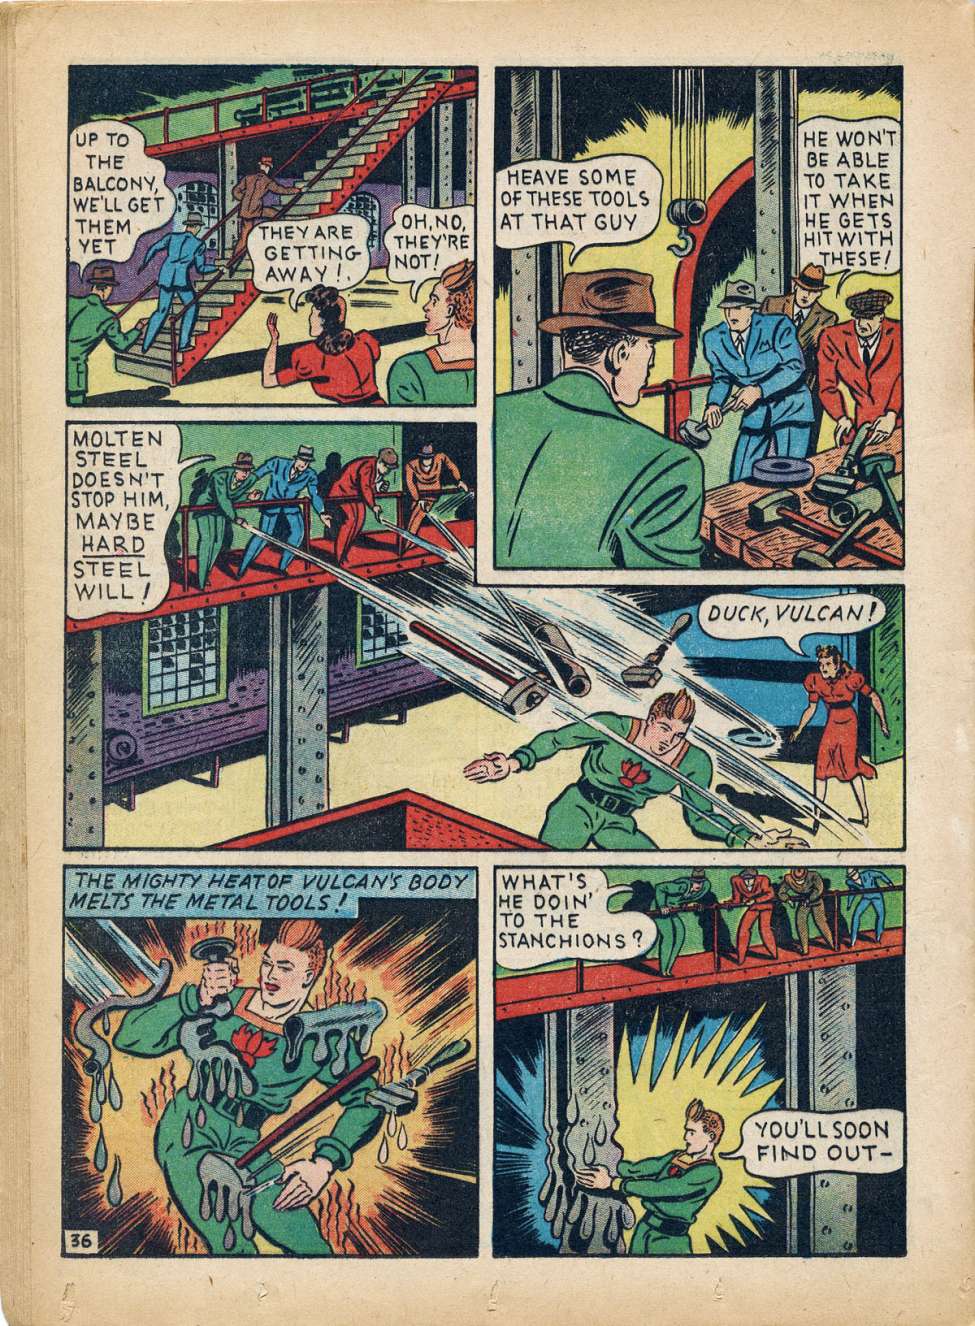 UP TO
THE
BALCONY,
WE'LL GET
THEM
YET
THEY ARE
GETTING
AWAY!.
OH, NO,
THEY'RE
NOT!
HEAVE SOME
OF THESE TOOLS
AT THAT GUY
HE WON'T
BE ABLE
TO TAKE
IT WHEN
HE GETS
HIT WITH
THESE!
MOLTEN
STEEL
DOESN'T
STOP HIM,
MAYBE
HARD
STEEL
WILL!
DUCK, VULCAN!
THE MIGHTY HEAT OF VULCAN'S BODY
MELTS THE METAL TOOLS!
36
WHAT'S
HE DOIN'
TO THE
STANCHIONS?
YOU'LL SOON
FIND OUT-